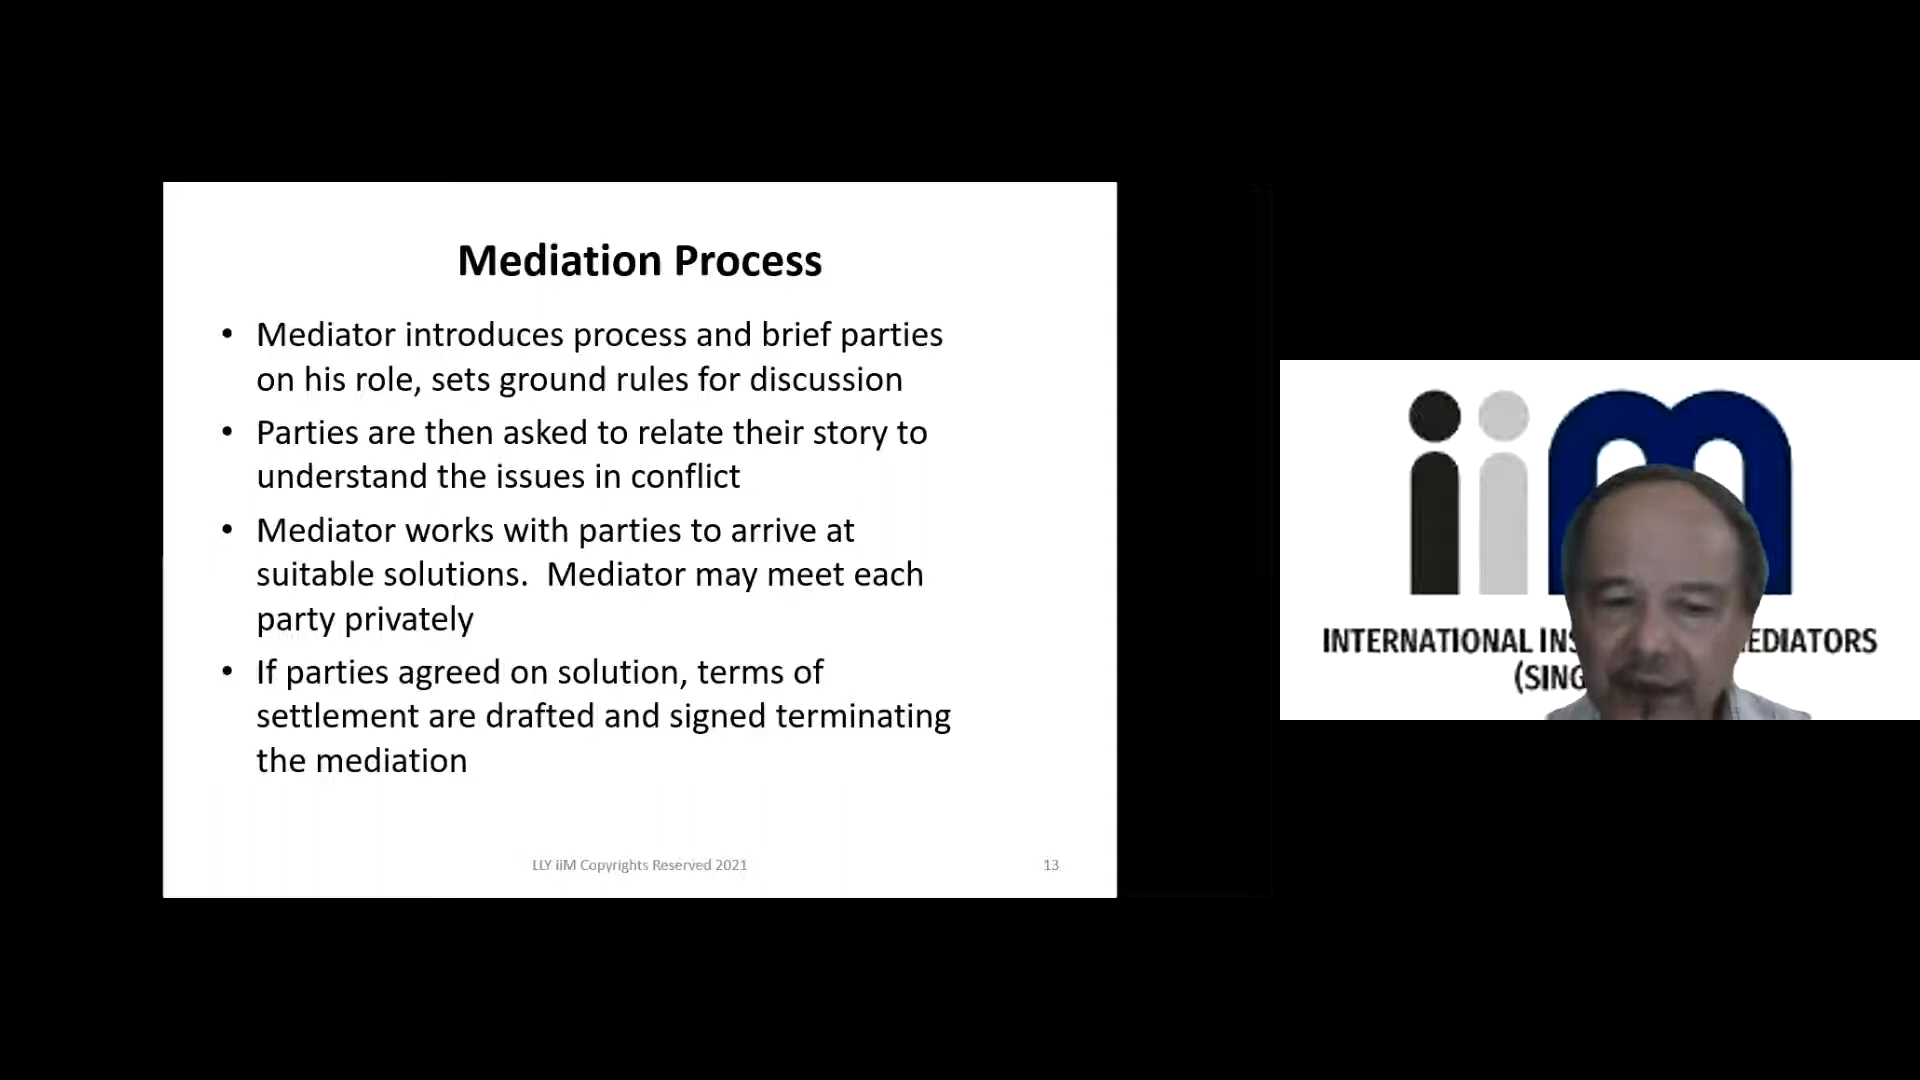 Mediation Process
• Mediator introduces process and brief parties
on his role, sets ground rules for discussion
• Parties are then asked to relate their story to
understand the issues in conflict
• Mediator works with parties to arrive at
suitable solutions.  Mediator may meet each
party privately
• If parties agreed on solution, terms of
settlement are drafted and signed terminating
the mediation
LLY iiM Copyrights Reserved 2021
13
iim
INTERNATIONAL